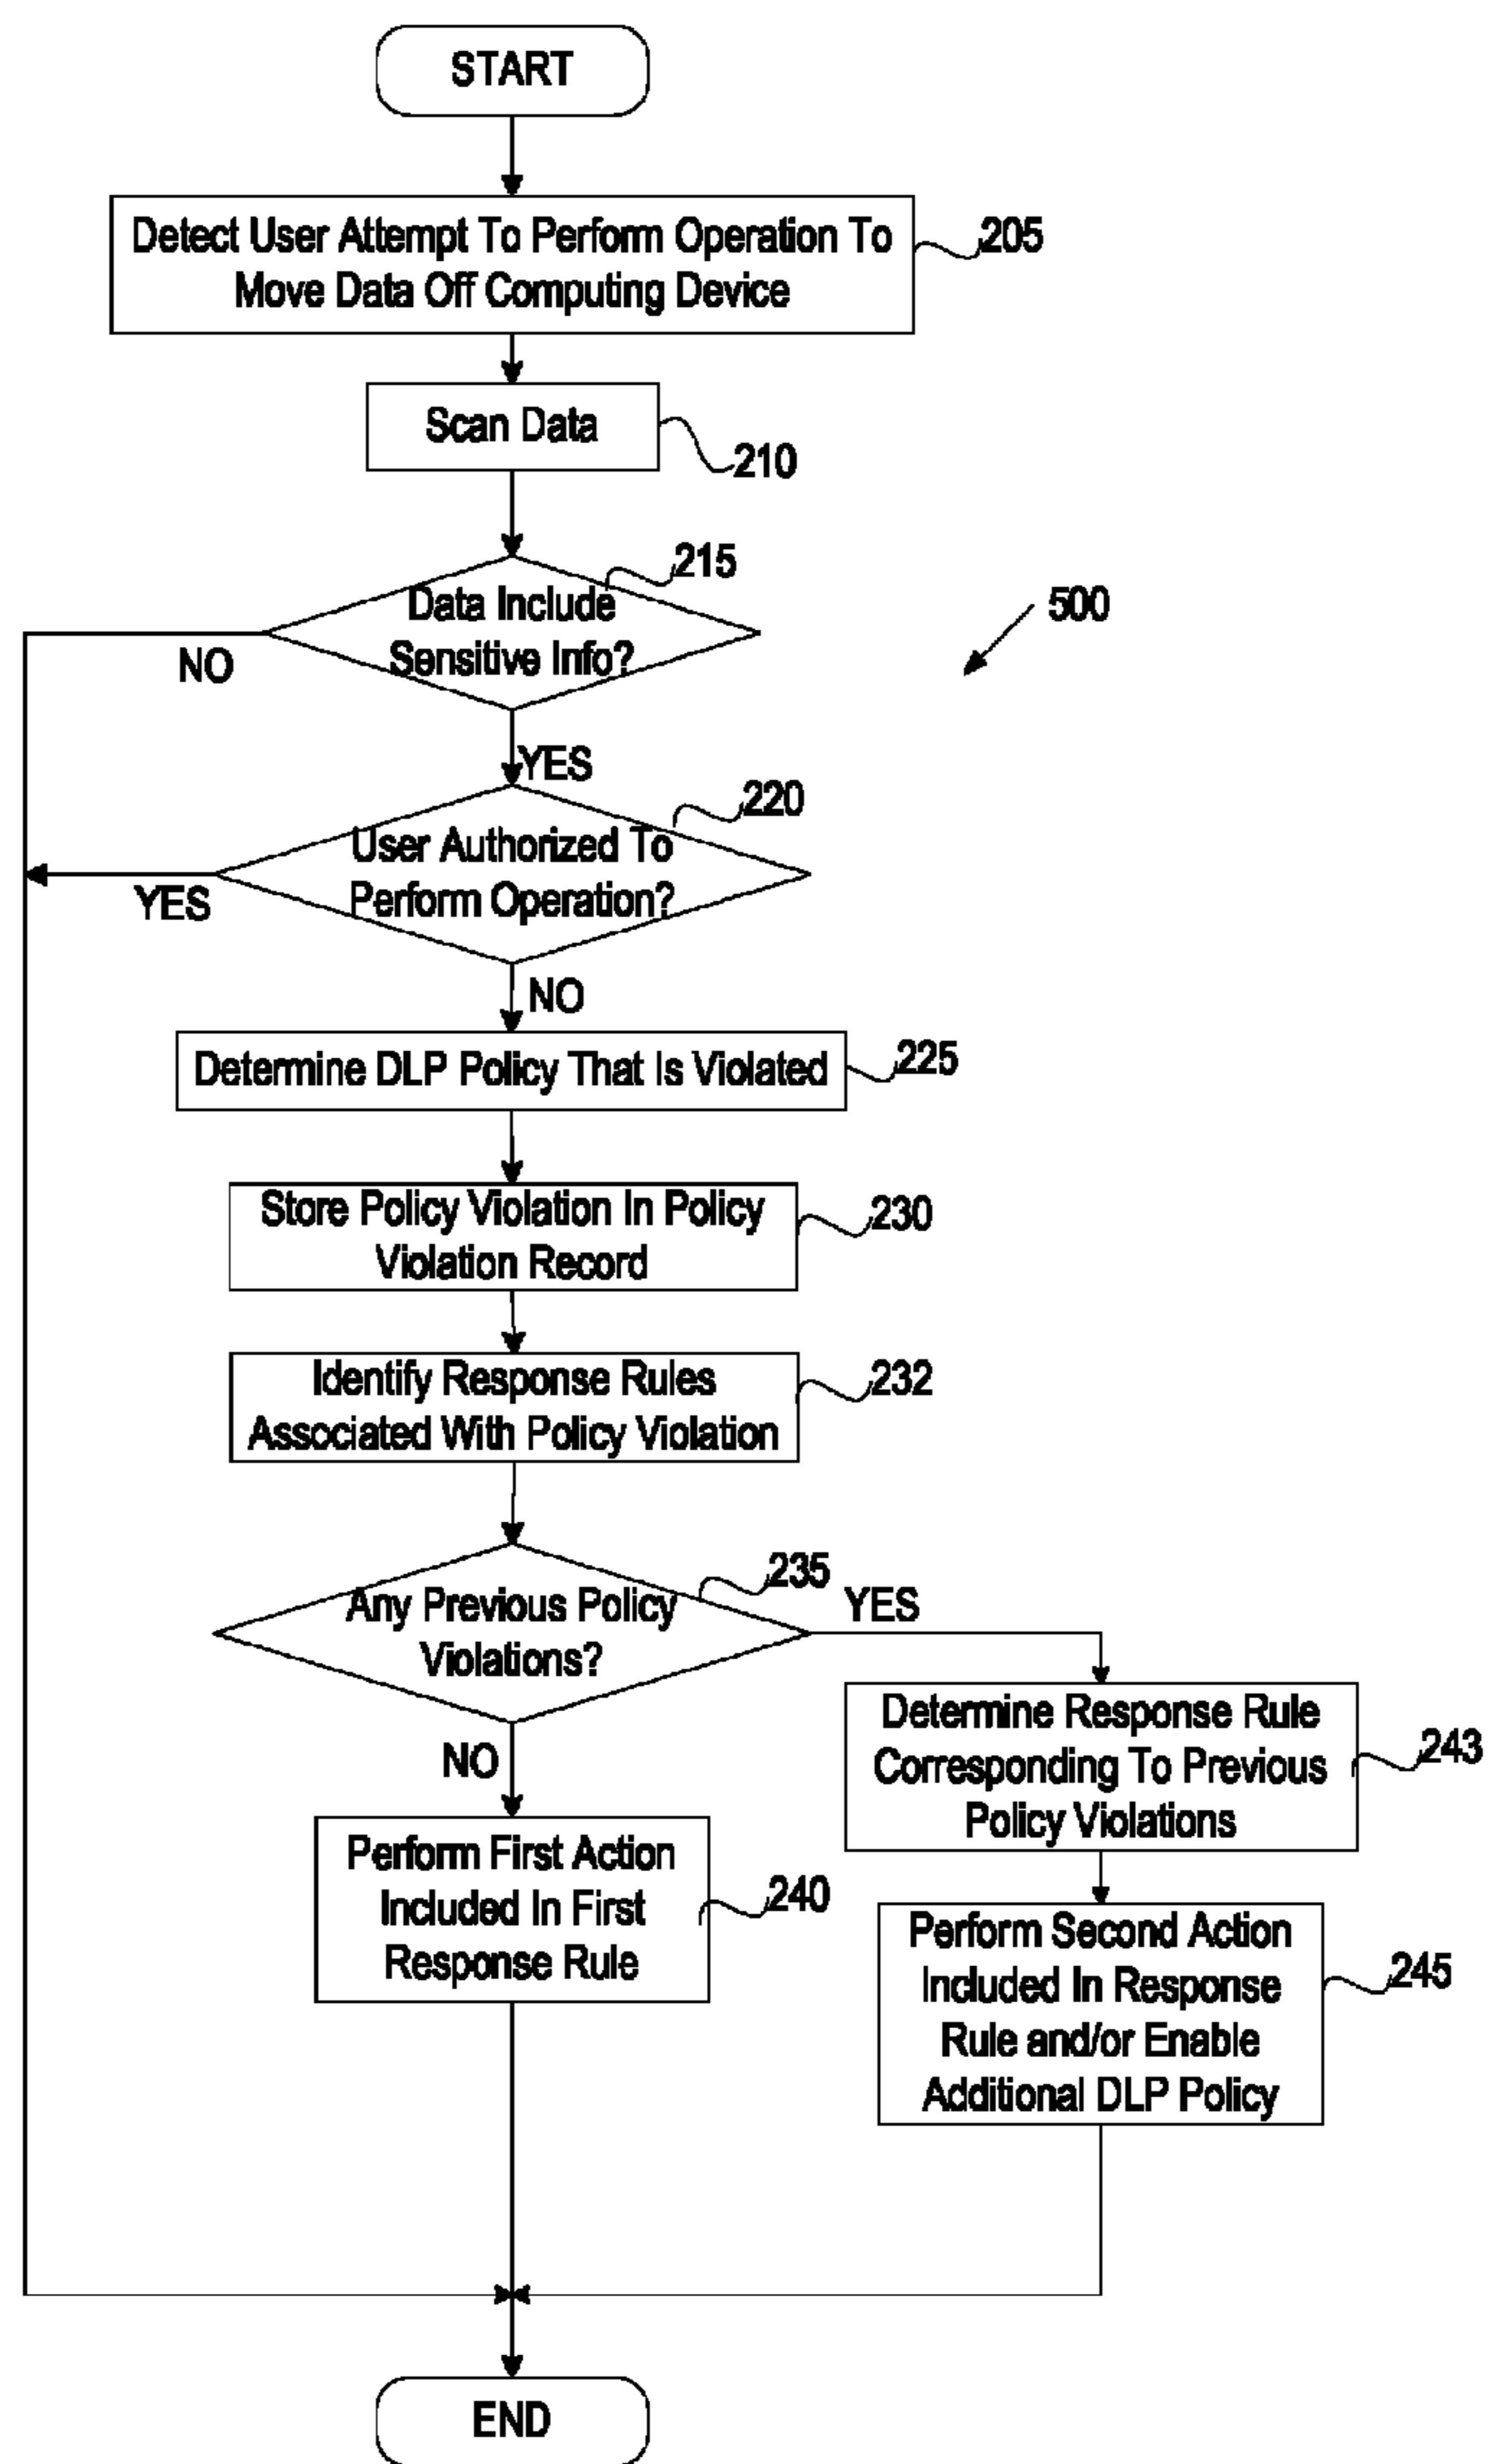 START
Detect User Attempt To Perform Operation To
Move Data Off Computing Device
205
Scan Data
210
215
Data Include
Sensitive Info?
NO
500
YES
220
User Authorized To
Perform Operation?
YES
NO
Determine DLP Policy That Is Violated
225
Store Policy Violation In Policy
Violation Record
230
Identify Response Rules
Associated With Policy Violation
232
235
Any Previous Policy
Violations?
YES
NO
Determine Response Rule
Corresponding To Previous
Policy Violations
243
Perform First Action
Included In First
Response Rule
240
Perform Second Action
Included In Response
Rule and/or Enable
Additional DLP Policy
245
END